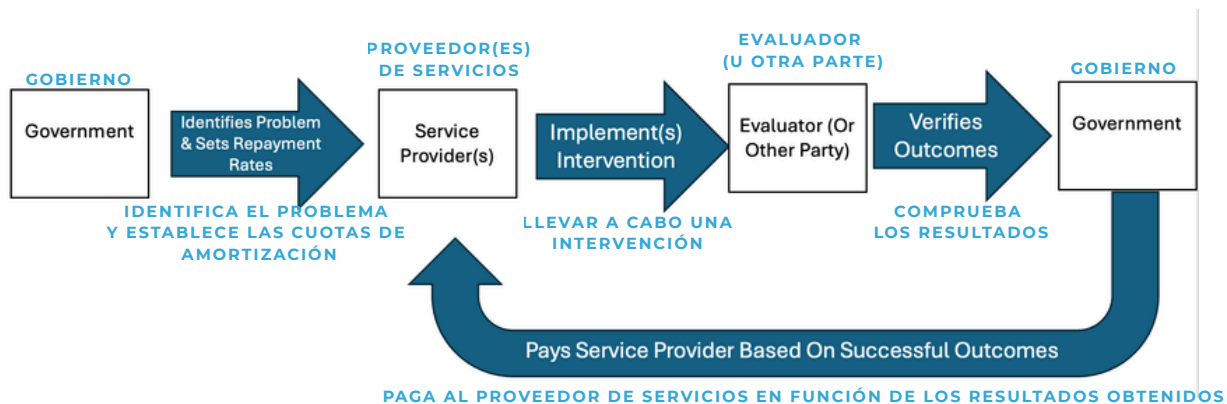 GOBIERNO
Government
Identifies Problem
& Sets Repayment
Rates
IDENTIFICA EL PROBLEMA
Y ESTABLECE LAS CUOTAS DE
AMORTIZACIÓN
PROVEEDOR(ES)
DE SERVICIOS
Service
Provider(s)
Implement(s)
Intervention
LLEVAR A CABO UNA
INTERVENCIÓN
EVALUADOR
(U OTRA PARTE)
Evaluator (Or
Other Party)
Verifies
Outcomes
COMPRUEBA
LOS RESULTADOS
GOBIERNO
Government
Pays Service Provider Based On Successful Outcomes
PAGA AL PROVEEDOR DE SERVICIOS EN FUNCIÓN DE LOS RESULTADOS OBTENIDOS